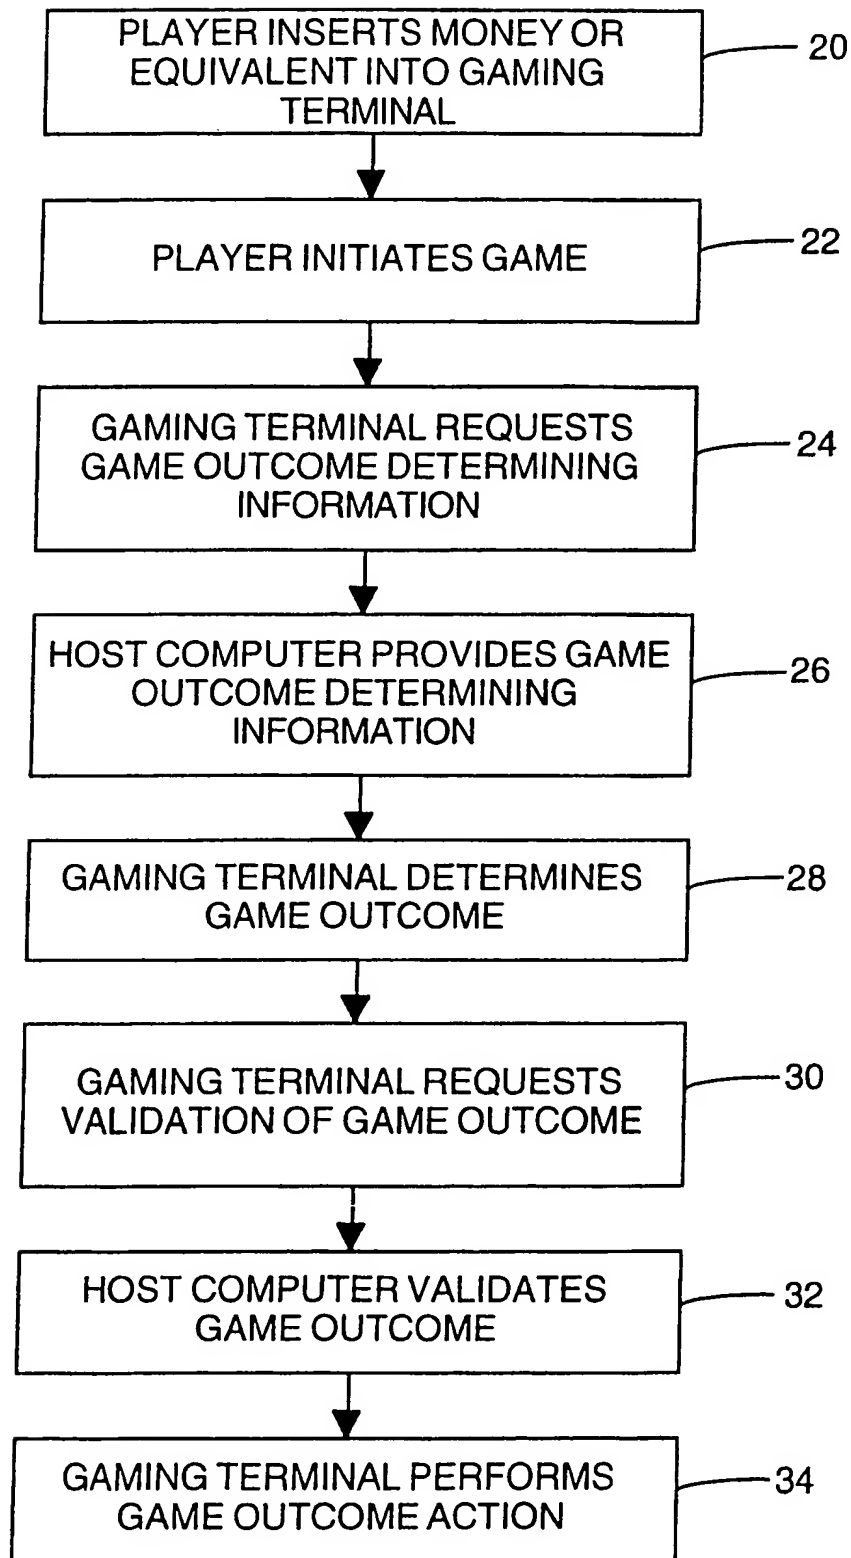 PLAYER INSERTS MONEY OR
EQUIVALENT INTO GAMING
TERMINAL
20
PLAYER INITIATES GAME
22
GAMING TERMINAL REQUESTS
GAME OUTCOME DETERMINING
INFORMATION
24
HOST COMPUTER PROVIDES GAME
OUTCOME DETERMINING
INFORMATION
26
GAMING TERMINAL DETERMINES
GAME OUTCOME
28
GAMING TERMINAL REQUESTS
VALIDATION OF GAME OUTCOME
30
HOST COMPUTER VALIDATES
GAME OUTCOME
32
GAMING TERMINAL PERFORMS
GAME OUTCOME ACTION
34